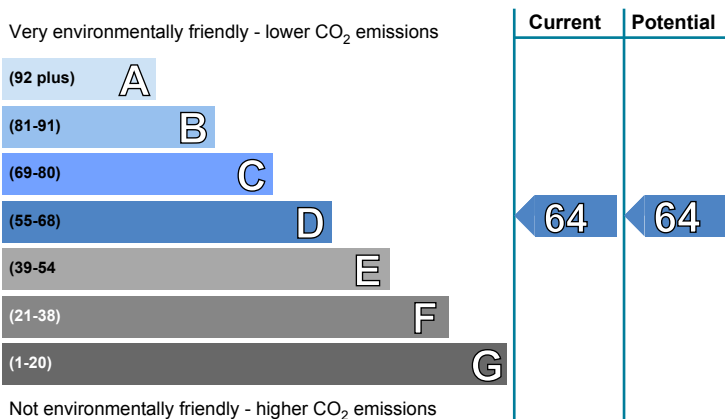 Very environmentally friendly - lower CO2 emissions
Current
Potential
(92 plus) A
(81-91) B
(69-80) C
(55-68) D
64
64
(39-54 E
(21-38) F
(1-20) G
Not environmentally friendly - higher CO2 emissions